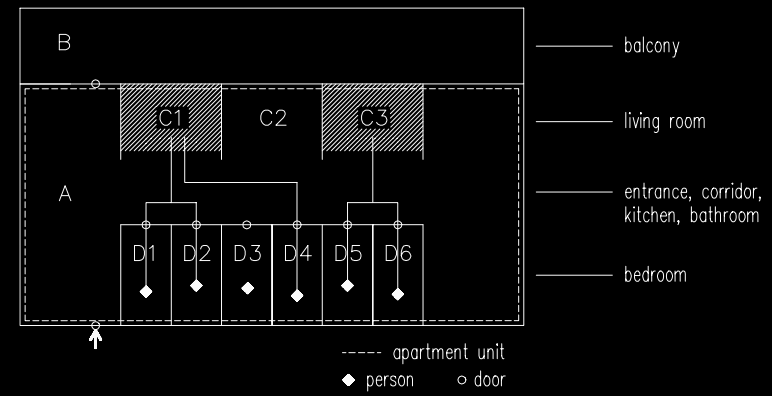 B
balcony
C1
C2
C3
living room
A
entrance, corridor,
kitchen, bathroom
D1
D2
D3
D4
D5
D6
bedroom
apartment unit
person
door